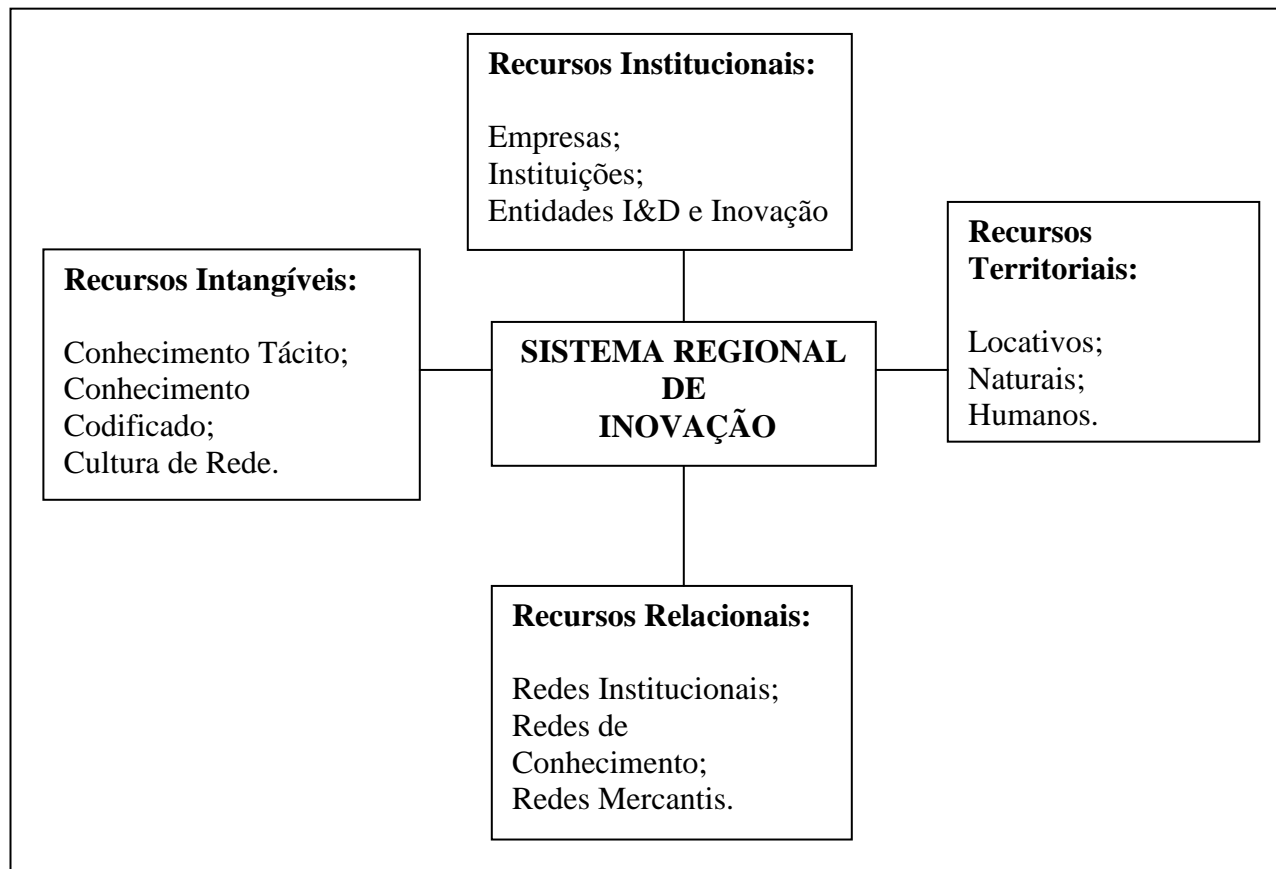 Recursos Institucionais:
Empresas;
Instituições;
Entidades I&D e Inovação
Recursos Intangíveis:
Conhecimento Tácito;
Conhecimento
Codificado;
Cultura de Rede.
SISTEMA REGIONAL
DE
INOVAÇÃO
Recursos
Territoriais:
Locativos;
Naturais;
Humanos.
Recursos Relacionais:
Redes Institucionais;
Redes de
Conhecimento;
Redes Mercantis.